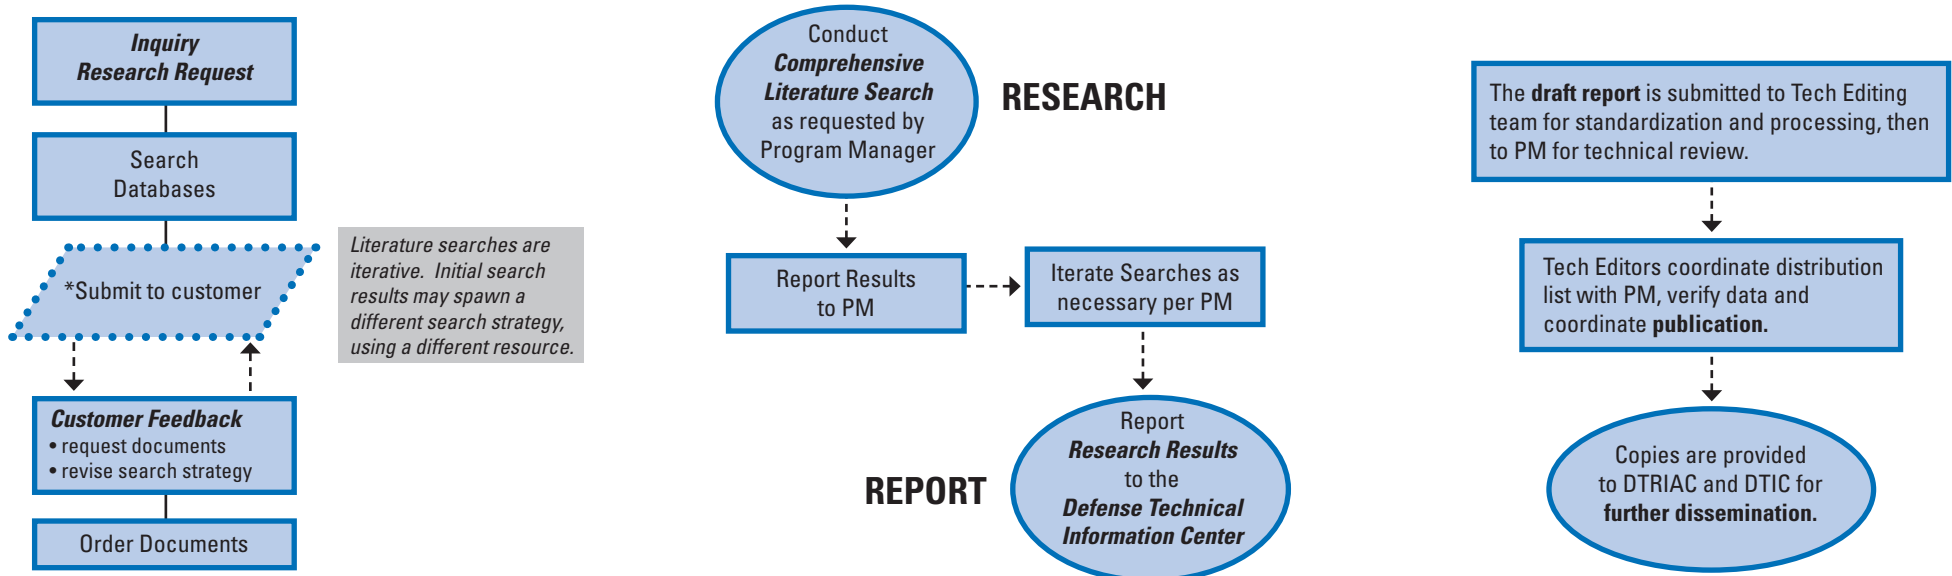 Inquiry
Research Request
Search
Databases
*Submit to customer
Literature searches are
iterative. Initial search
results may spawn a
different search strategy,
using a different resource.
Customer Feedback
• request documents
• revise search strategy
Order Documents
Conduct
Comprehensive
Literature Search
as requested by
Program Manager
RESEARCH
Report Results
to PM
Iterate Searches as
necessary per PM
REPORT
Report
Research Results
to the
Defense Technical
Information Center
The draft report is submitted to Tech Editing
team for standardization and processing, then
to PM for technical review.
Tech Editors coordinate distribution
list with PM, verify data and
coordinate publication.
Copies are provided
to DTRIAC and DTIC for
further dissemination.